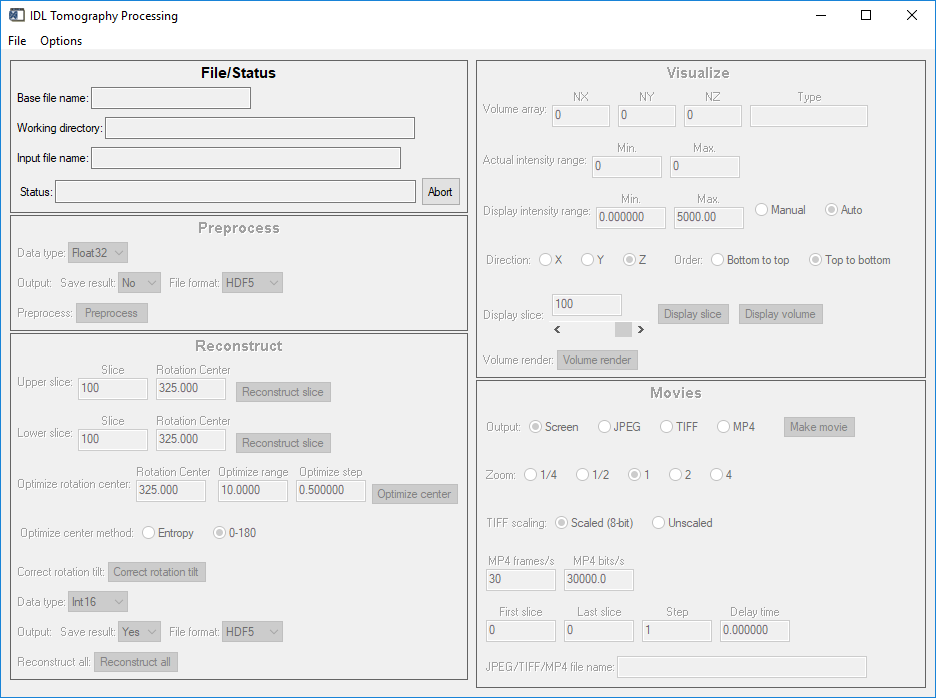 IDL Tomography Processing
File Options
File/Status
Base file name:
Working directory:
Input file name:
Status: Abort
Preprocess
Data type: Float32
Output: Save result: No File format: HDF5
Preprocess: Preprocess
Reconstruct
Slice Rotation Center
Upper slice: 100 325.000 Reconstruct slice
Slice Rotation Center
Lower slice: 100 325.000 Reconstruct slice
Rotation Center Optimize range Optimize step
Optimize rotation center: 325.000 10.0000 0.500000 Optimize center
Optimize center method: Entropy 0-180
Correct rotation tilt: Correct rotation tilt
Data type: Int16
Output: Save result: Yes File format: HDF5
Reconstruct all: Reconstruct all
Visualize
NX NY NZ Type
Volume array: 0 0 0
Min. Max.
Actual intensity range: 0 0
Min. Max.
Display intensity range: 0.000000 5000.00 Manual Auto
Direction: X Y Z Order: Bottom to top Top to bottom
Display slice: 100 Display slice Display volume
Volume render: Volume render
Movies
Output: Screen JPEG TIFF MP4 Make movie
Zoom: 1/4 1/2 1 2 4
TIFF scaling: Scaled (8-bit) Unscaled
MP4 frames/s MP4 bits/s
30 30000.0
First slice Last slice Step Delay time
0 0 1 0.000000
JPEG/TIFF/MP4 file name: